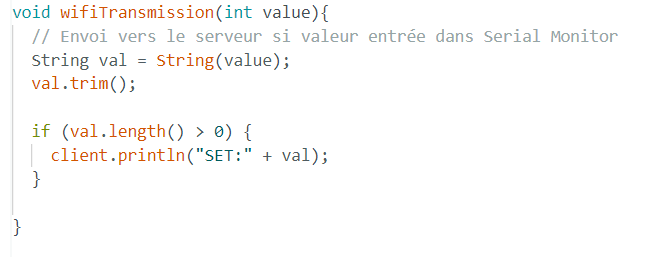 void wifiTransmission(int value){
// Envoi vers le serveur si valeur entrée dans Serial Monitor
String val = String(value);
val.trim();
if (val.length() > 0) {
client.println("SET:" + val);
}
}